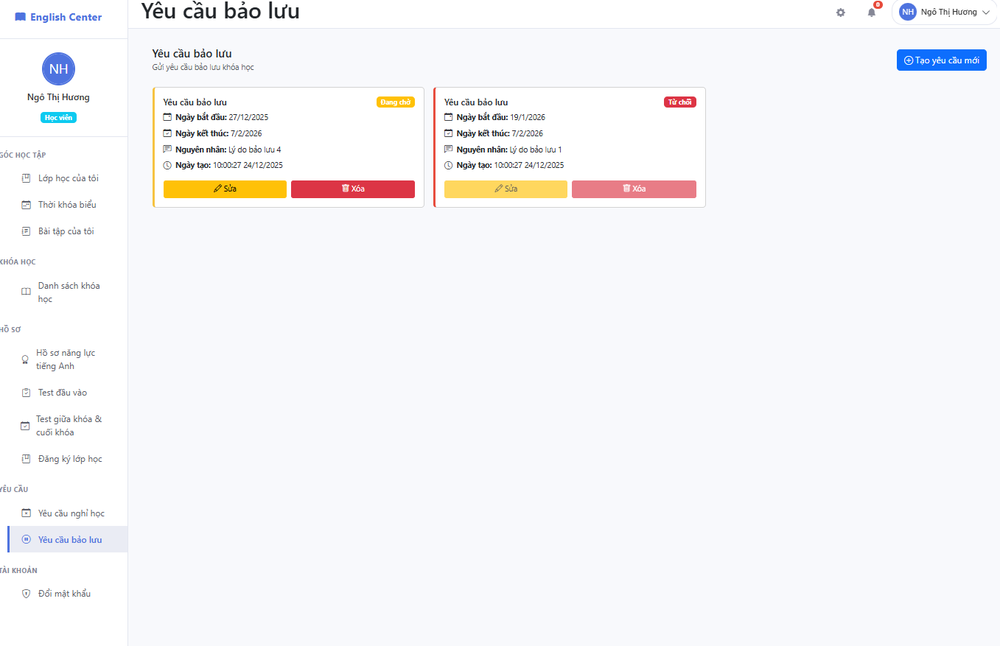 English Center
NH
Ngô Thị Hương
Học viên
GÓC HỌC TẬP
Lớp học của tôi
Thời khóa biểu
Bài tập của tôi
KHÓA HỌC
Danh sách khóa
học
HỒ SƠ
Hồ sơ năng lực
tiếng Anh
Test đầu vào
Test giữa khóa &
cuối khóa
Đăng ký lớp học
YÊU CẦU
Yêu cầu nghỉ học
Yêu cầu bảo lưu
TÀI KHOẢN
Đổi mật khẩu
Yêu cầu bảo lưu
0
NH Ngô Thị Hương
Yêu cầu bảo lưu
Gửi yêu cầu bảo lưu khóa học
Tạo yêu cầu mới
Yêu cầu bảo lưu Đang chờ
Ngày bắt đầu: 27/12/2025
Ngày kết thúc: 7/2/2026
Nguyên nhân: Lý do bảo lưu 4
Ngày tạo: 10:00:27 24/12/2025
Sửa Xóa
Yêu cầu bảo lưu Từ chối
Ngày bắt đầu: 19/1/2026
Ngày kết thúc: 7/2/2026
Nguyên nhân: Lý do bảo lưu 1
Ngày tạo: 10:00:27 24/12/2025
Sửa Xóa